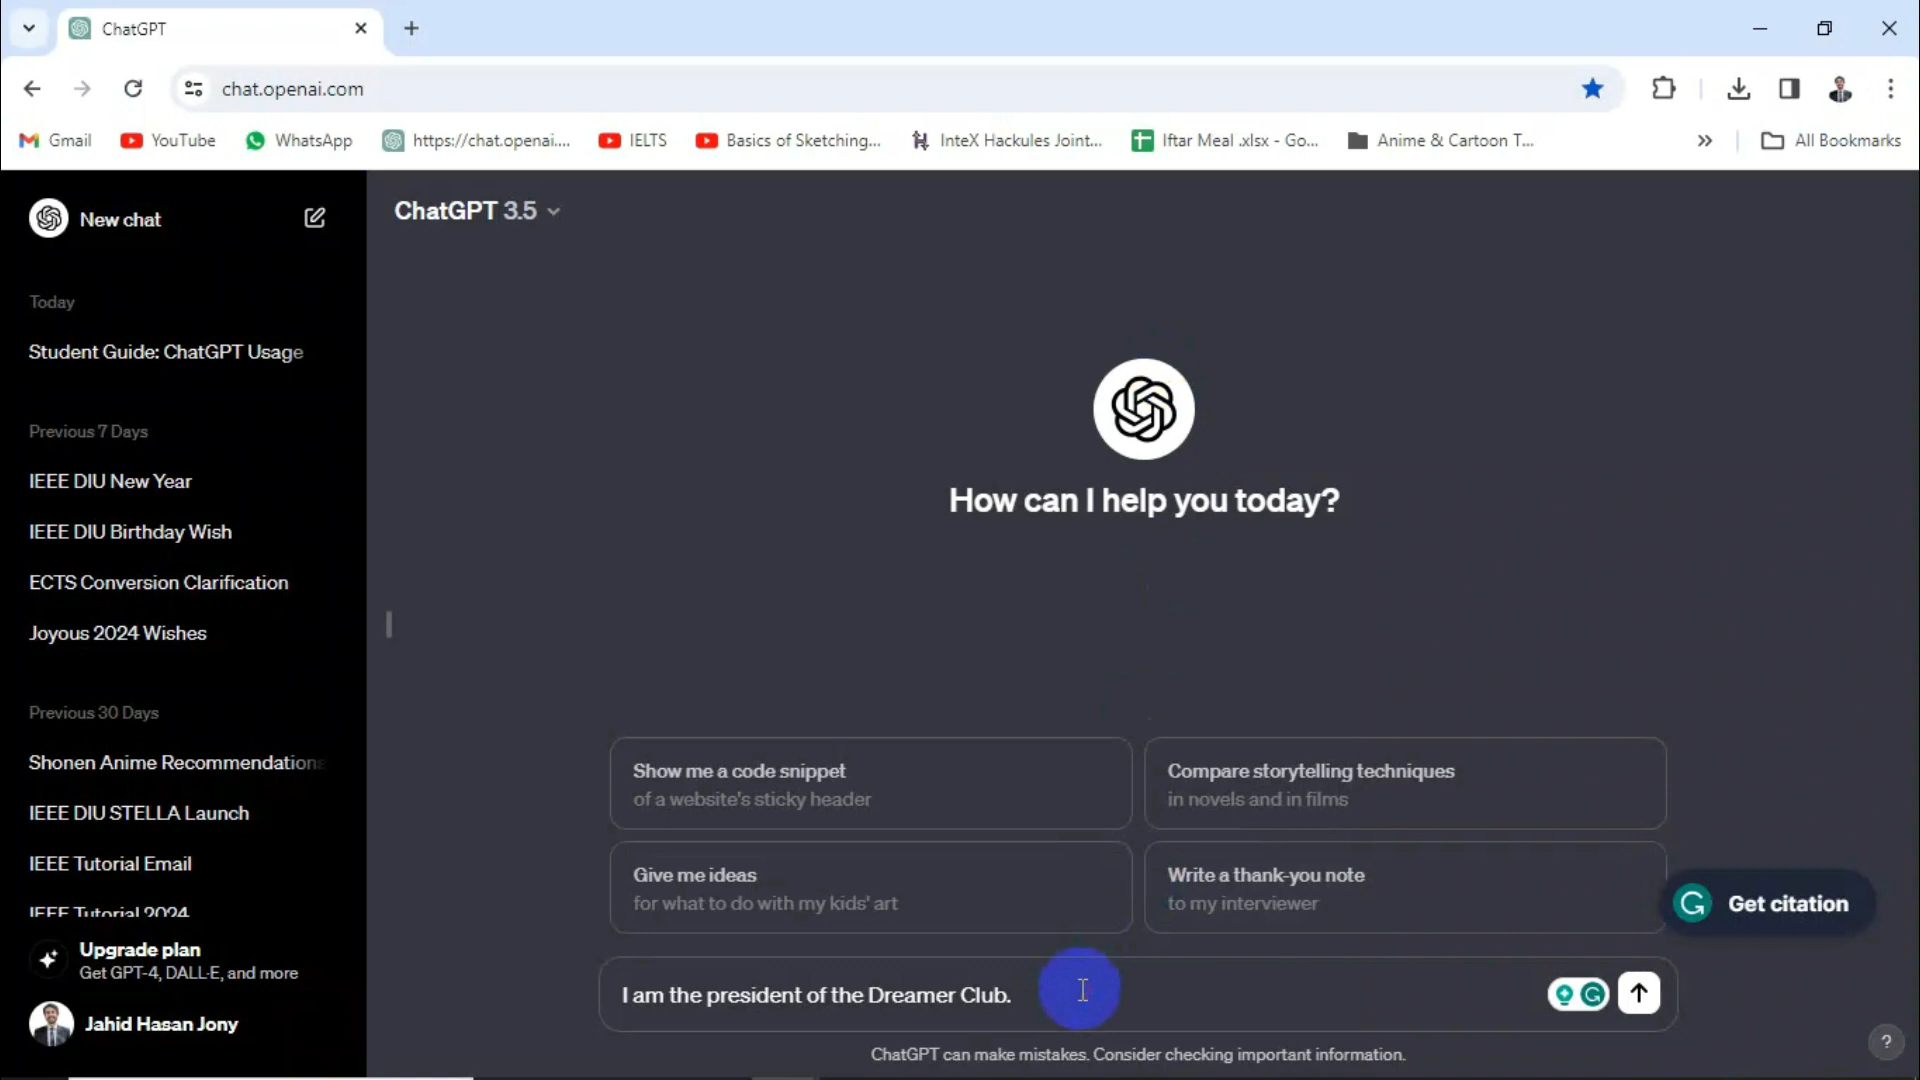 ChatGPT
chat.openai.com
Gmail
YouTube
WhatsApp
https://chat.openai....
IELTS
Basics of Sketching...
InteX Hackules Joint...
Iftar Meal .xlsx - Go...
Anime & Cartoon T...
All Bookmarks
New chat
ChatGPT 3.5
Today
Student Guide: ChatGPT Usage
Previous 7 Days
IEEE DIU New Year
IEEE DIU Birthday Wish
ECTS Conversion Clarification
Joyous 2024 Wishes
Previous 30 Days
Shonen Anime Recommendations
IEEE DIU STELLA Launch
IEEE Tutorial Email
IEEE Tutorial 2024
Upgrade plan
Get GPT-4, DALL·E, and more
Jahid Hasan Jony
How can I help you today?
Show me a code snippet
of a website's sticky header
Compare storytelling techniques
in novels and in films
Give me ideas
for what to do with my kids' art
Write a thank-you note
to my interviewer
Get citation
I am the president of the Dreamer Club.
ChatGPT can make mistakes. Consider checking important information.
?